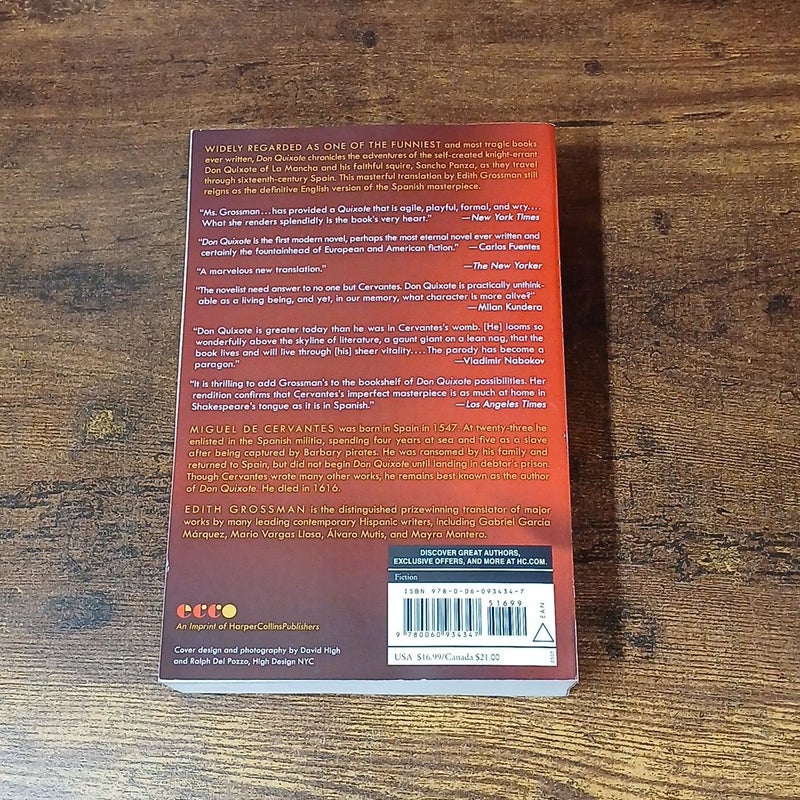 WIDELY REGARDED AS ONE OF THE FUNNIEST and most tragic books
ever written, Don Quixote chronicles the adventures of the self-created knight-errant
Don Quixote of La Mancha and his faithful squire, Sancho Panza, as they travel
through sixteenth-century Spain. This masterful translation by Edith Grossman still
reigns as the definitive English version of the Spanish masterpiece.
"Ms. Grossman...has provided a Quixote that is agile, playful, formal, and wry....
What she renders splendidly is the book's very heart." —New York Times
"Don Quixote is the first modern novel, perhaps the most eternal novel ever written and
certainly the fountainhead of European and American fiction." —Carlos Fuentes
"A marvelous new translation." —The New Yorker
"The novelist need answer to no one but Cervantes. Don Quixote is practically unthink-
able as a living being, and yet, in our memory, what character is more alive?"
—Milan Kundera
"Don Quixote is greater today than he was in Cervantes's womb. [He] looms so
wonderfully above the skyline of literature, a gaunt giant on a lean nag, that the
book lives and will live through [his] sheer vitality.... The parody has become a
paragon." —Vladimir Nabokov
"It is thrilling to add Grossman's to the bookshelf of Don Quixote possibilities. Her
rendition confirms that Cervantes's imperfect masterpiece is as much at home in
Shakespeare's tongue as it is in Spanish." —Los Angeles Times
MIGUEL DE CERVANTES was born in Spain in 1547. At twenty-three he
enlisted in the Spanish militia, spending four years at sea and five as a slave
after being captured by Barbary pirates. He was ransomed by his family and
returned to Spain, but did not begin Don Quixote until landing in debtor's prison.
Though Cervantes wrote many other works, he remains best known as the author
of Don Quixote. He died in 1616.
EDITH GROSSMAN is the distinguished prizewinning translator of major
works by many leading contemporary Hispanic writers, including Gabriel García
Márquez, Mario Vargas Llosa, Álvaro Mutis, and Mayra Montero.
DISCOVER GREAT AUTHORS,
EXCLUSIVE OFFERS, AND MORE AT HC.COM.
Fiction
ISBN 978-0-06-093434-7
51699
EAN
9 780060 934347
USA $16.99/Canada $21.00
ecco
An Imprint of HarperCollinsPublishers
Cover design and photography by David High
and Ralph Del Pozzo, High Design NYC